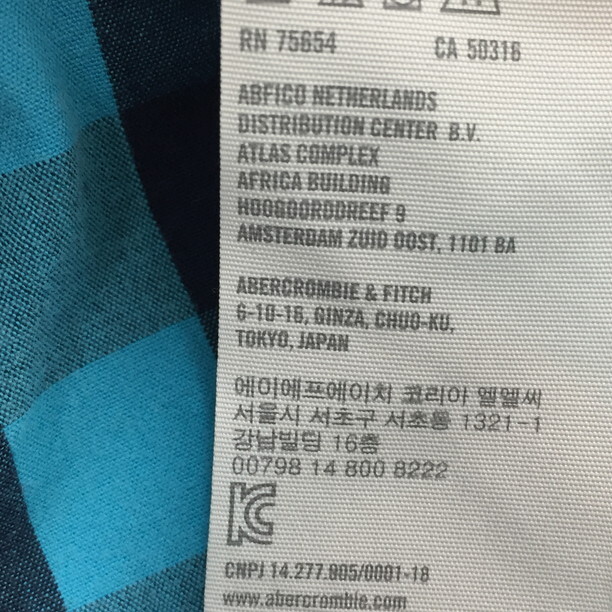 RN 75654 CA 50316
ABFICO NETHERLANDS
DISTRIBUTION CENTER B.V.
ATLAS COMPLEX
AFRICA BUILDING
HOOGOORDDREEF 9
AMSTERDAM ZUID OOST, 1101 BA
ABERCROMBIE & FITCH
6-10-16, GINZA, CHUO-KU,
TOKYO, JAPAN
에이에프에이치 코리아 엘엘씨
서울시 서초구 서초동 1321-1
강남빌딩 16층
00798 14 800 8222
KC
CNPJ 14.277.005/0001-18
www.abercrombie.com